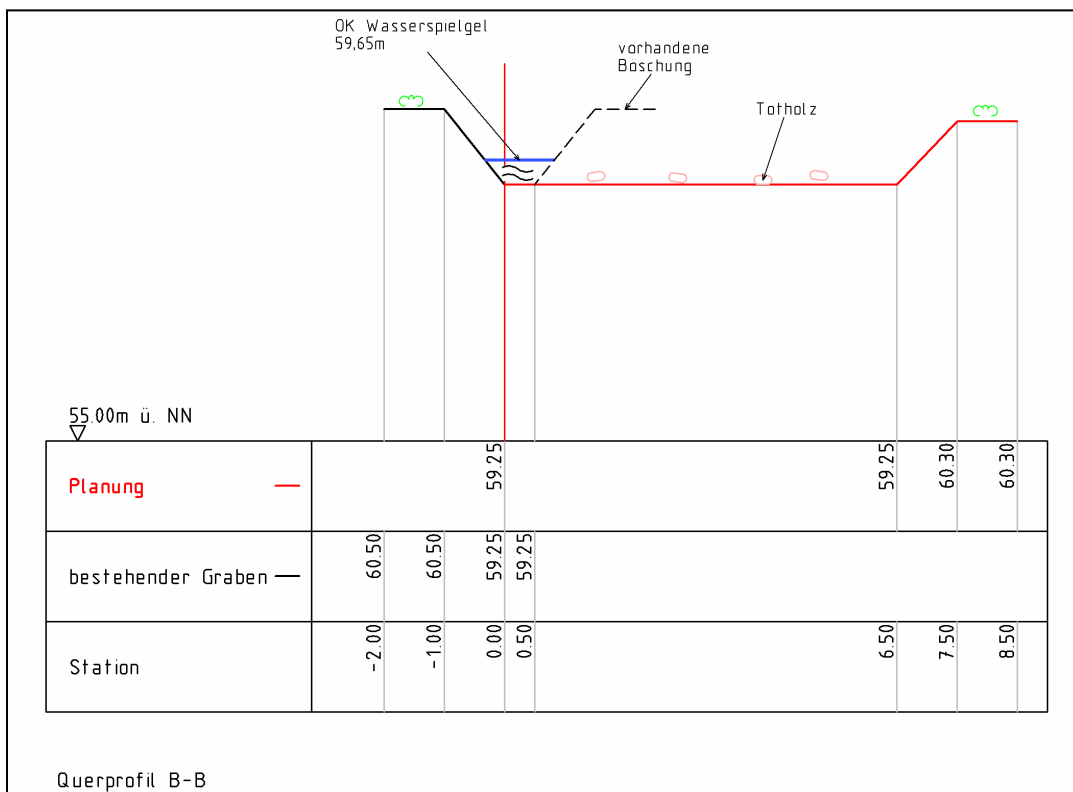 OK Wasserspielgel
59,65m
vorhandene
Böschung
Totholz
55.00m ü. NN
Planung 59.25 59.25 60.30 60.30
bestehender Graben 60.50 60.50 59.25 59.25
Station -2.00 -1.00 0.00 0.50 6.50 7.50 8.50
Querprofil B-B